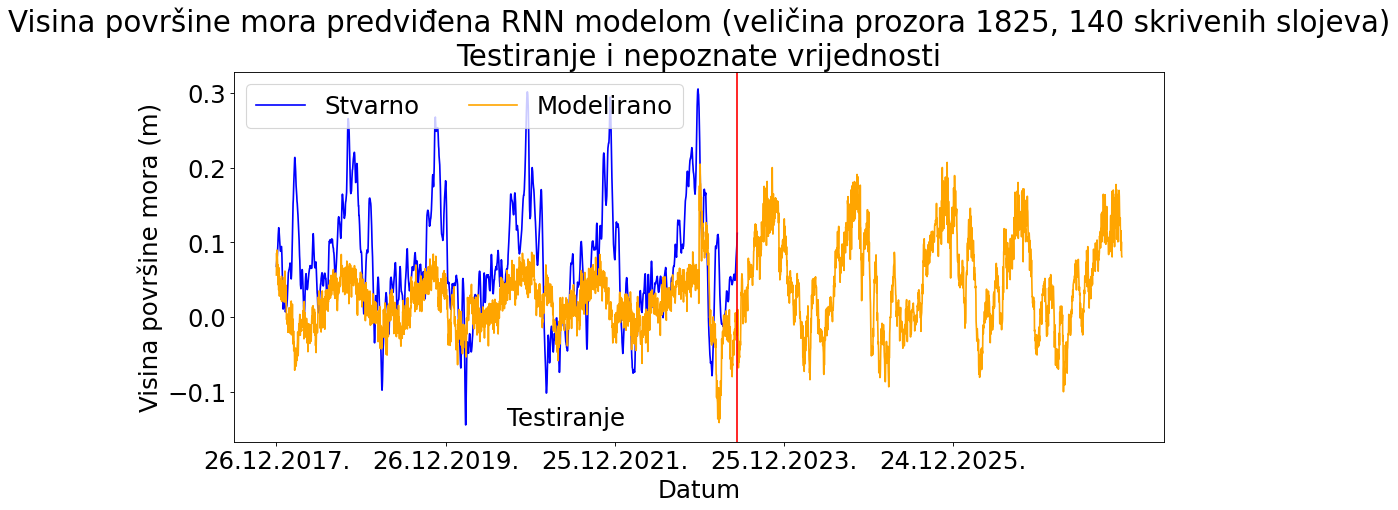 Visina površine mora predviđena RNN modelom (veličina prozora 1825, 140 skrivenih slojeva)
Testiranje i nepoznate vrijednosti
Stvarno Modelirano
Visina površine mora (m)
0.3
0.2
0.1
0.0
−0.1
Testiranje
26.12.2017. 26.12.2019. 25.12.2021. 25.12.2023. 24.12.2025.
Datum